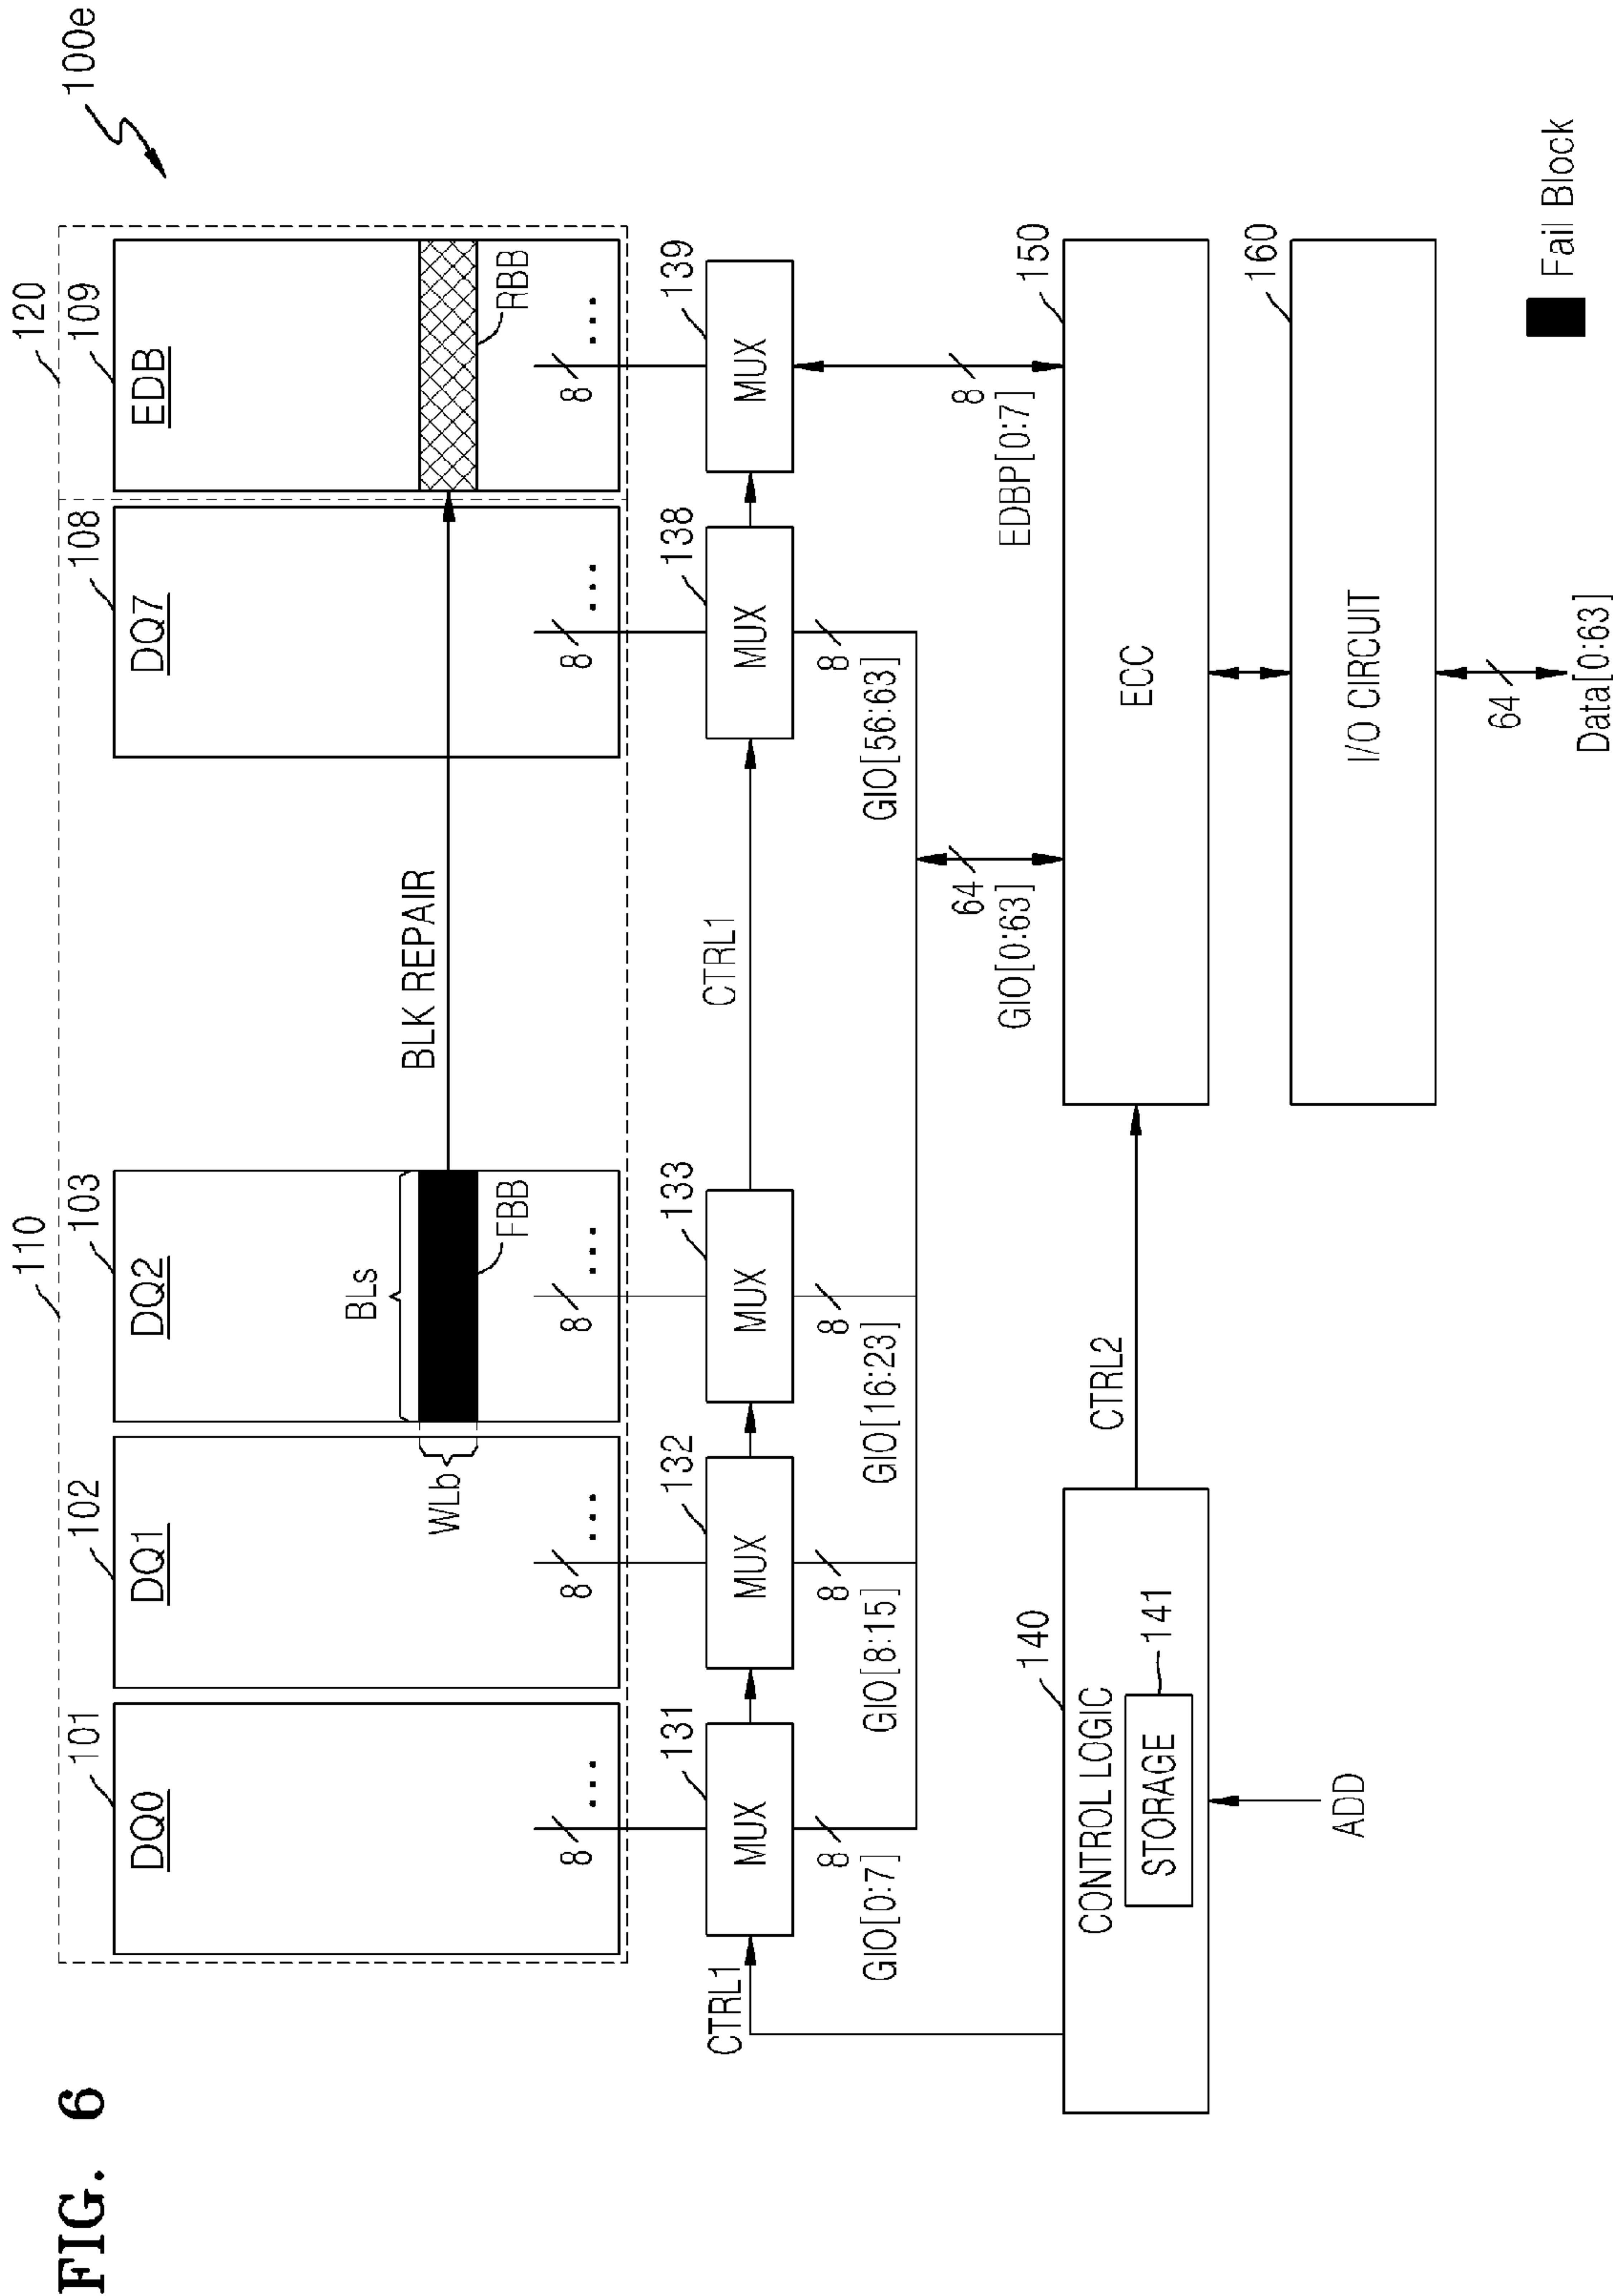 FIG. 6
100e
110
120
101
102
103
108
109
DQ0
DQ1
DQ2
DQ7
EDB
BLs
WLb
FBB
BLK REPAIR
RBB
8 ...
8 ...
8 ...
8 ...
8 ...
CTRL1
131
132
133
CTRL1
138
139
MUX
MUX
MUX
MUX
MUX
8
8
8
8
GIO[0:7]
GIO[8:15]
GIO[16:23]
GIO[56:63]
64
GIO[0:63]
8
EDBP[0:7]
140
CONTROL LOGIC
STORAGE
141
ADD
CTRL2
150
ECC
160
I/O CIRCUIT
64
Data[0:63]
Fail Block